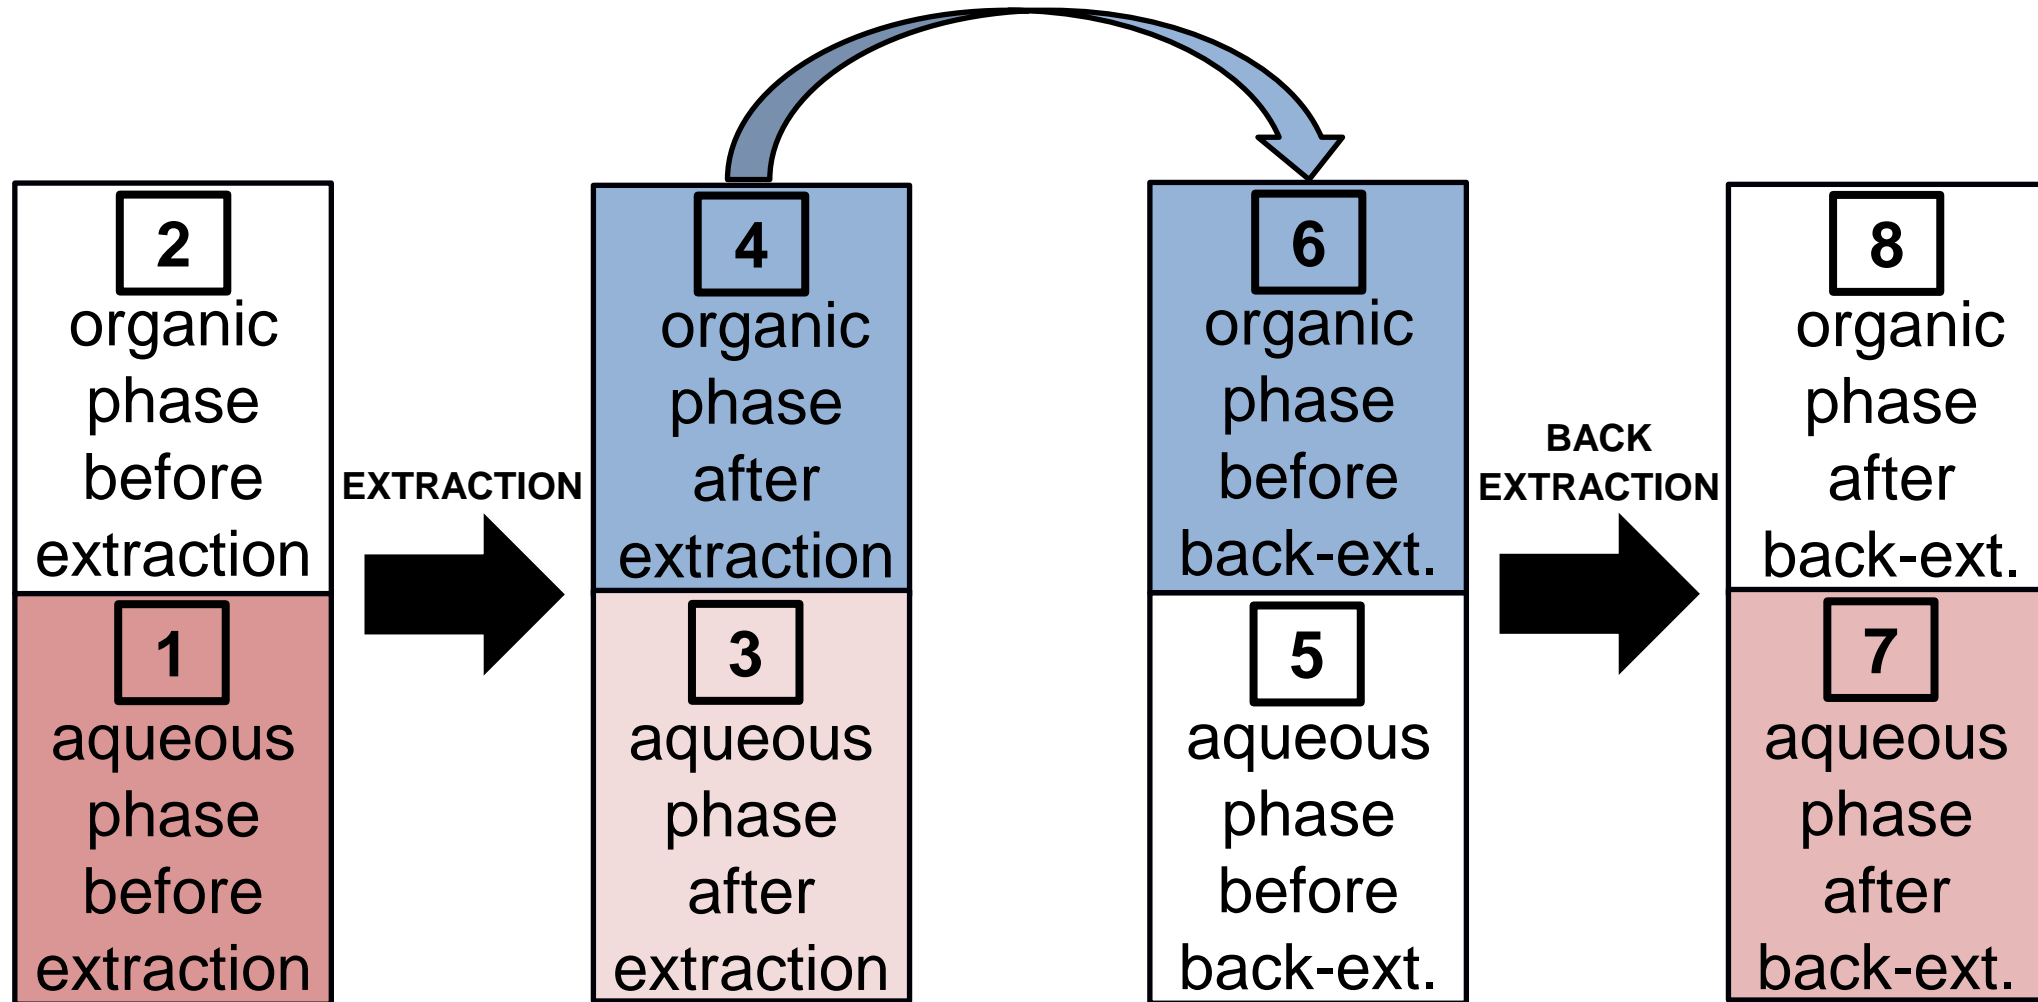 2
organic
phase
before
extraction
1
aqueous
phase
before
extraction
EXTRACTION
4
organic
phase
after
extraction
3
aqueous
phase
after
extraction
6
organic
phase
before
back-ext.
5
aqueous
phase
before
back-ext.
BACK
EXTRACTION
8
organic
phase
after
back-ext.
7
aqueous
phase
after
back-ext.